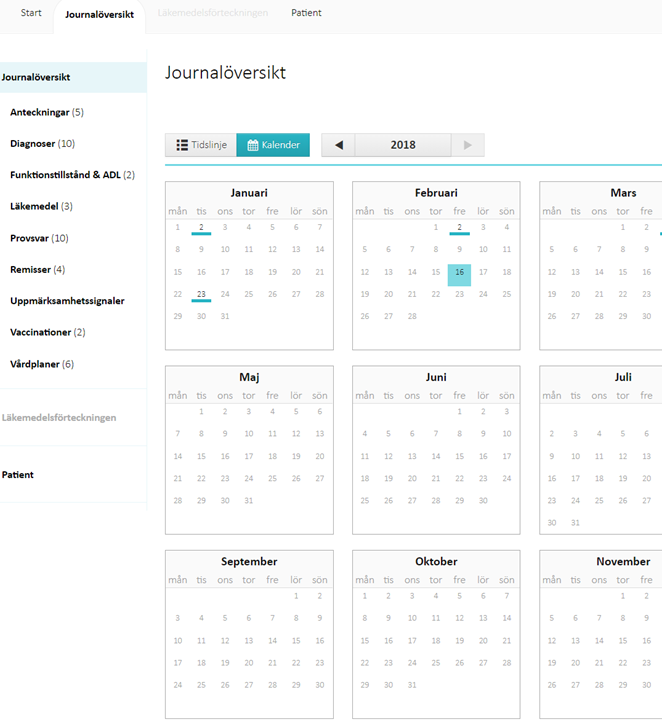 Start Journalöversikt Läkemedelsförteckningen Patient
Journalöversikt
Anteckningar (5)
Diagnoser (10)
Funktionstillstånd & ADL (2)
Läkemedel (3)
Provsvar (10)
Remisser (4)
Uppmärksamhetssignaler
Vaccinationer (2)
Vårdplaner (6)
Läkemedelsförteckningen
Patient
Journalöversikt
Tidslinje Kalender 2018
Januari
mån tis ons tor fre lör sön
1 2 3 4 5 6 7
8 9 10 11 12 13 14
15 16 17 18 19 20 21
22 23 24 25 26 27 28
29 30 31
Februari
mån tis ons tor fre lör sön
1 2 3 4
5 6 7 8 9 10 11
12 13 14 15 16 17 18
19 20 21 22 23 24 25
26 27 28
Mars
mån tis ons tor fre
1 2
5 6 7 8 9
12 13 14 15 16
19 20 21 22 23
26 27 28 29 30
Maj
mån tis ons tor fre lör sön
1 2 3 4 5 6
7 8 9 10 11 12 13
14 15 16 17 18 19 20
21 22 23 24 25 26 27
28 29 30 31
Juni
mån tis ons tor fre lör sön
1 2 3
4 5 6 7 8 9 10
11 12 13 14 15 16 17
18 19 20 21 22 23 24
25 26 27 28 29 30
Juli
mån tis ons tor fre
2 3 4 5 6
9 10 11 12 13
16 17 18 19 20
23 24 25 26 27
30 31
September
mån tis ons tor fre lör sön
1 2
3 4 5 6 7 8 9
10 11 12 13 14 15 16
17 18 19 20 21 22 23
24 25 26 27 28 29 30
Oktober
mån tis ons tor fre lör sön
1 2 3 4 5 6 7
8 9 10 11 12 13 14
15 16 17 18 19 20 21
22 23 24 25 26 27 28
29 30 31
November
mån tis ons tor fre
1 2
5 6 7 8 9
12 13 14 15 16
19 20 21 22 23
26 27 28 29 30